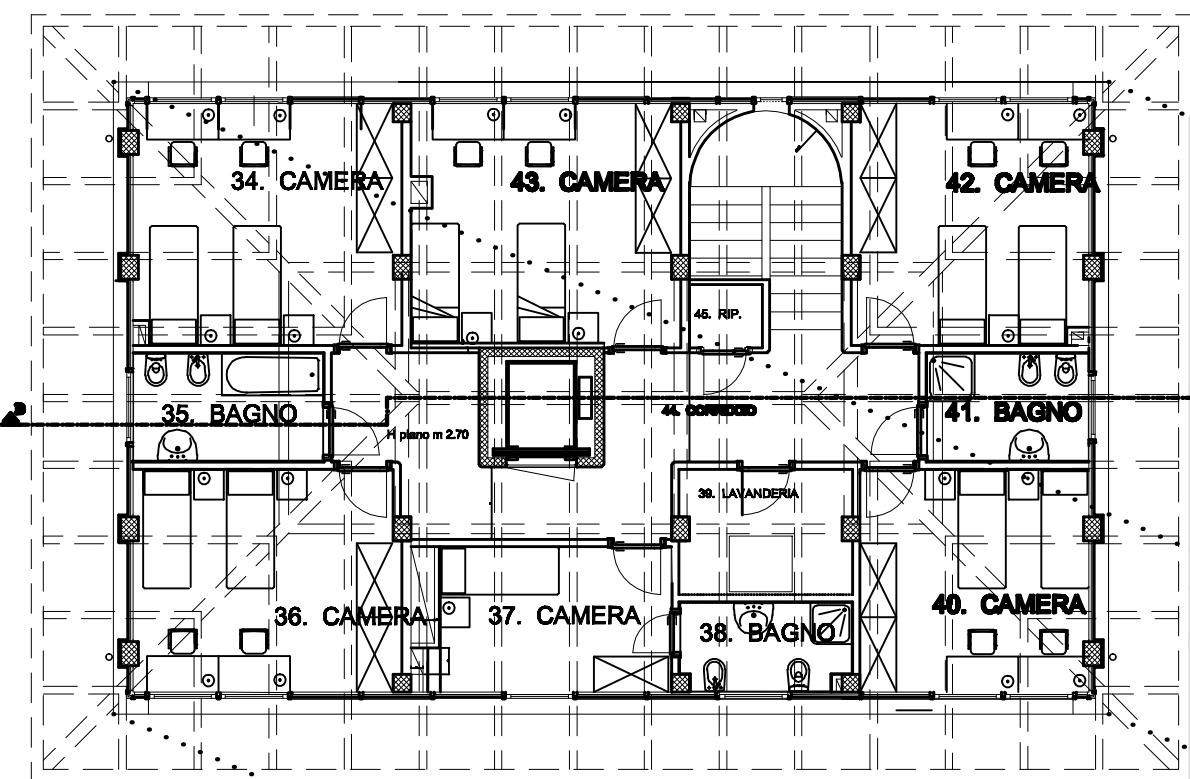 34. CAMERA
43. CAMERA
42. CAMERA
45. RIP.
35. BAGNO
44. CORRIDOIO
41. BAGNO
B
H piano m 2.70
39. LAVANDERIA
36. CAMERA
37. CAMERA
38. BAGNO
40. CAMERA